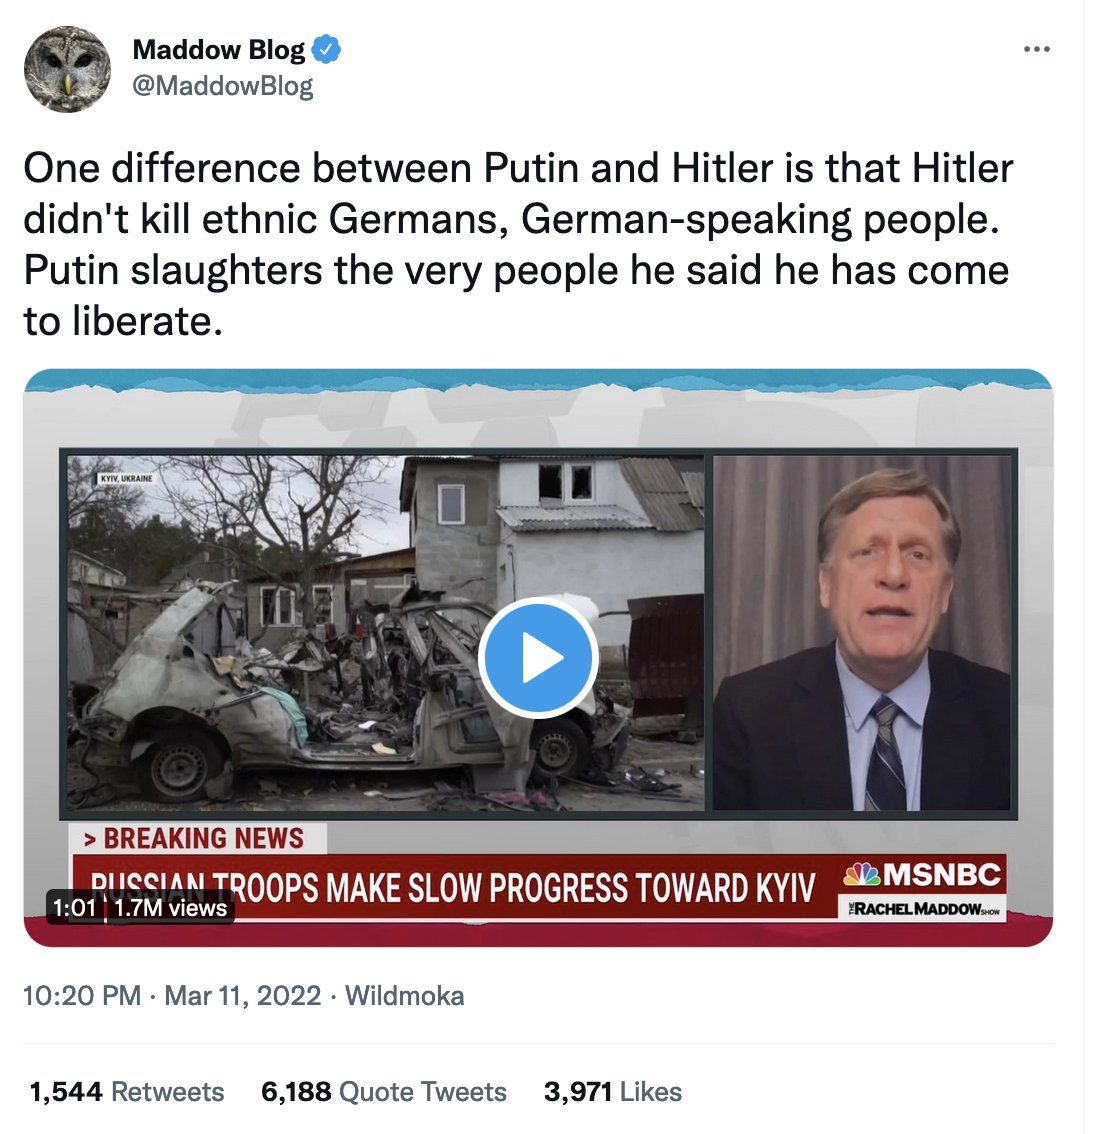 Maddow Blog
@MaddowBlog
One difference between Putin and Hitler is that Hitler
didn't kill ethnic Germans, German-speaking people.
Putin slaughters the very people he said he has come
to liberate.
KYIV, UKRAINE
> BREAKING NEWS
RUSSIAN TROOPS MAKE SLOW PROGRESS TOWARD KYIV
MSNBC
THE RACHEL MADDOW SHOW
1:01 1.7M views
10:20 PM · Mar 11, 2022 · Wildmoka
1,544 Retweets 6,188 Quote Tweets 3,971 Likes